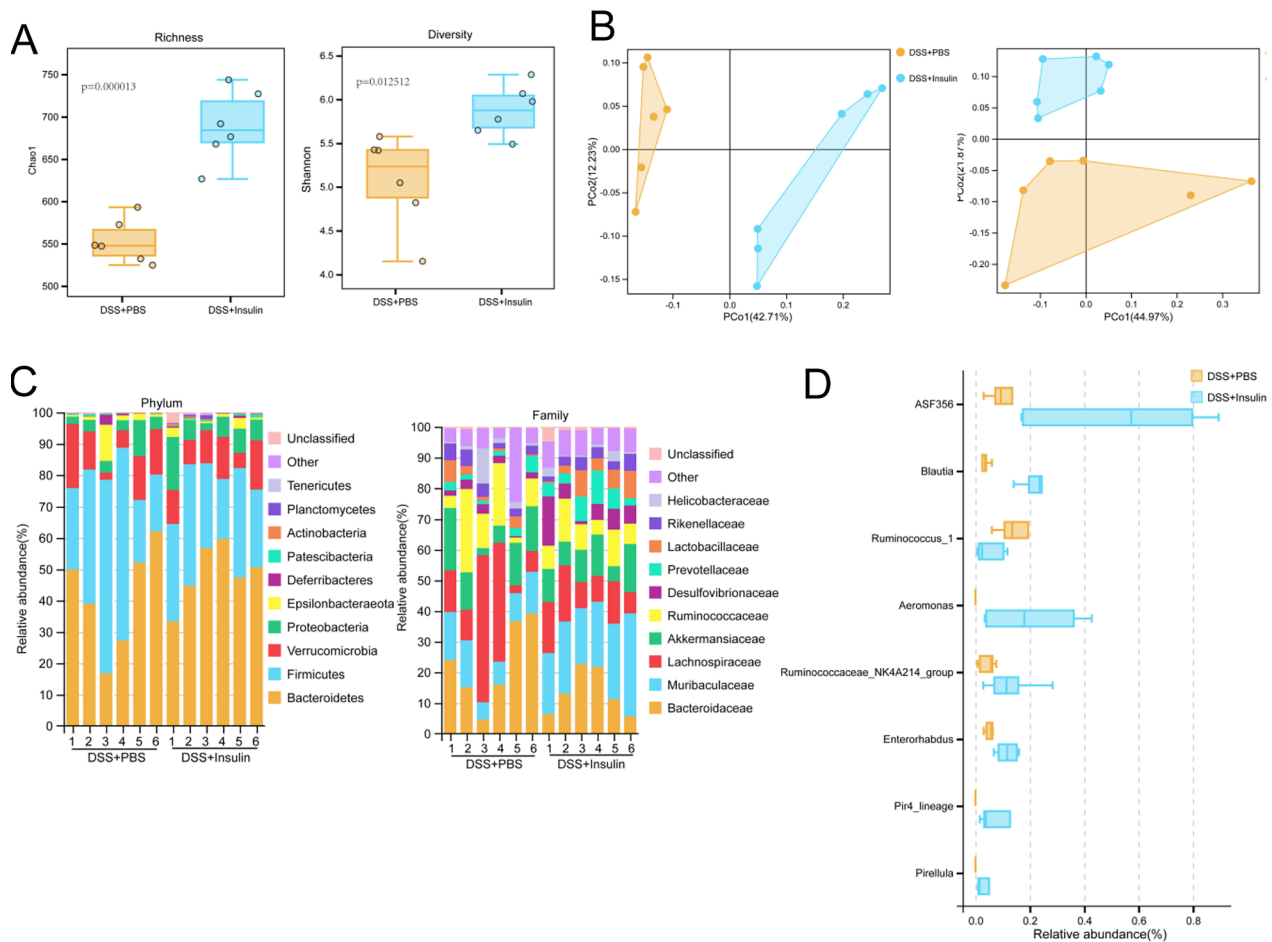 A
Richness
Chao1
p=0.000013
750
700
650
600
550
500
DSS+PBS
DSS+Insulin
Diversity
Shannon
p=0.012512
6.5
6.0
5.5
5.0
4.5
4.0
DSS+PBS
DSS+Insulin
B
PCo2(12.23%)
0.10
0.05
0.00
-0.05
-0.10
-0.15
-0.1
0.0
0.1
0.2
PCo1(42.71%)
DSS+PBS
DSS+Insulin
PCo2(21.87%)
0.10
0.05
0.00
-0.05
-0.10
-0.15
-0.20
-0.1
0.0
0.1
0.2
0.3
PCo1(44.97%)
C
Phylum
Relative abundance(%)
100
90
80
70
60
50
40
30
20
10
0
1 2 3 4 5 6 1 2 3 4 5 6
DSS+PBS DSS+Insulin
Unclassified
Other
Tenericutes
Planctomycetes
Actinobacteria
Patescibacteria
Deferribacteres
Epsilonbacteraeota
Proteobacteria
Verrucomicrobia
Firmicutes
Bacteroidetes
Family
Relative abundance(%)
100
90
80
70
60
50
40
30
20
10
0
1 2 3 4 5 6 1 2 3 4 5 6
DSS+PBS DSS+Insulin
Unclassified
Other
Helicobacteraceae
Rikenellaceae
Lactobacillaceae
Prevotellaceae
Desulfovibrionaceae
Ruminococcaceae
Akkermansiaceae
Lachnospiraceae
Muribaculaceae
Bacteroidaceae
D
DSS+PBS
DSS+Insulin
ASF356
Blautia
Ruminococcus_1
Aeromonas
Ruminococcaceae_NK4A214_group
Enterorhabdus
Pir4_lineage
Pirellula
0.0
0.2
0.4
0.6
0.8
Relative abundance(%)